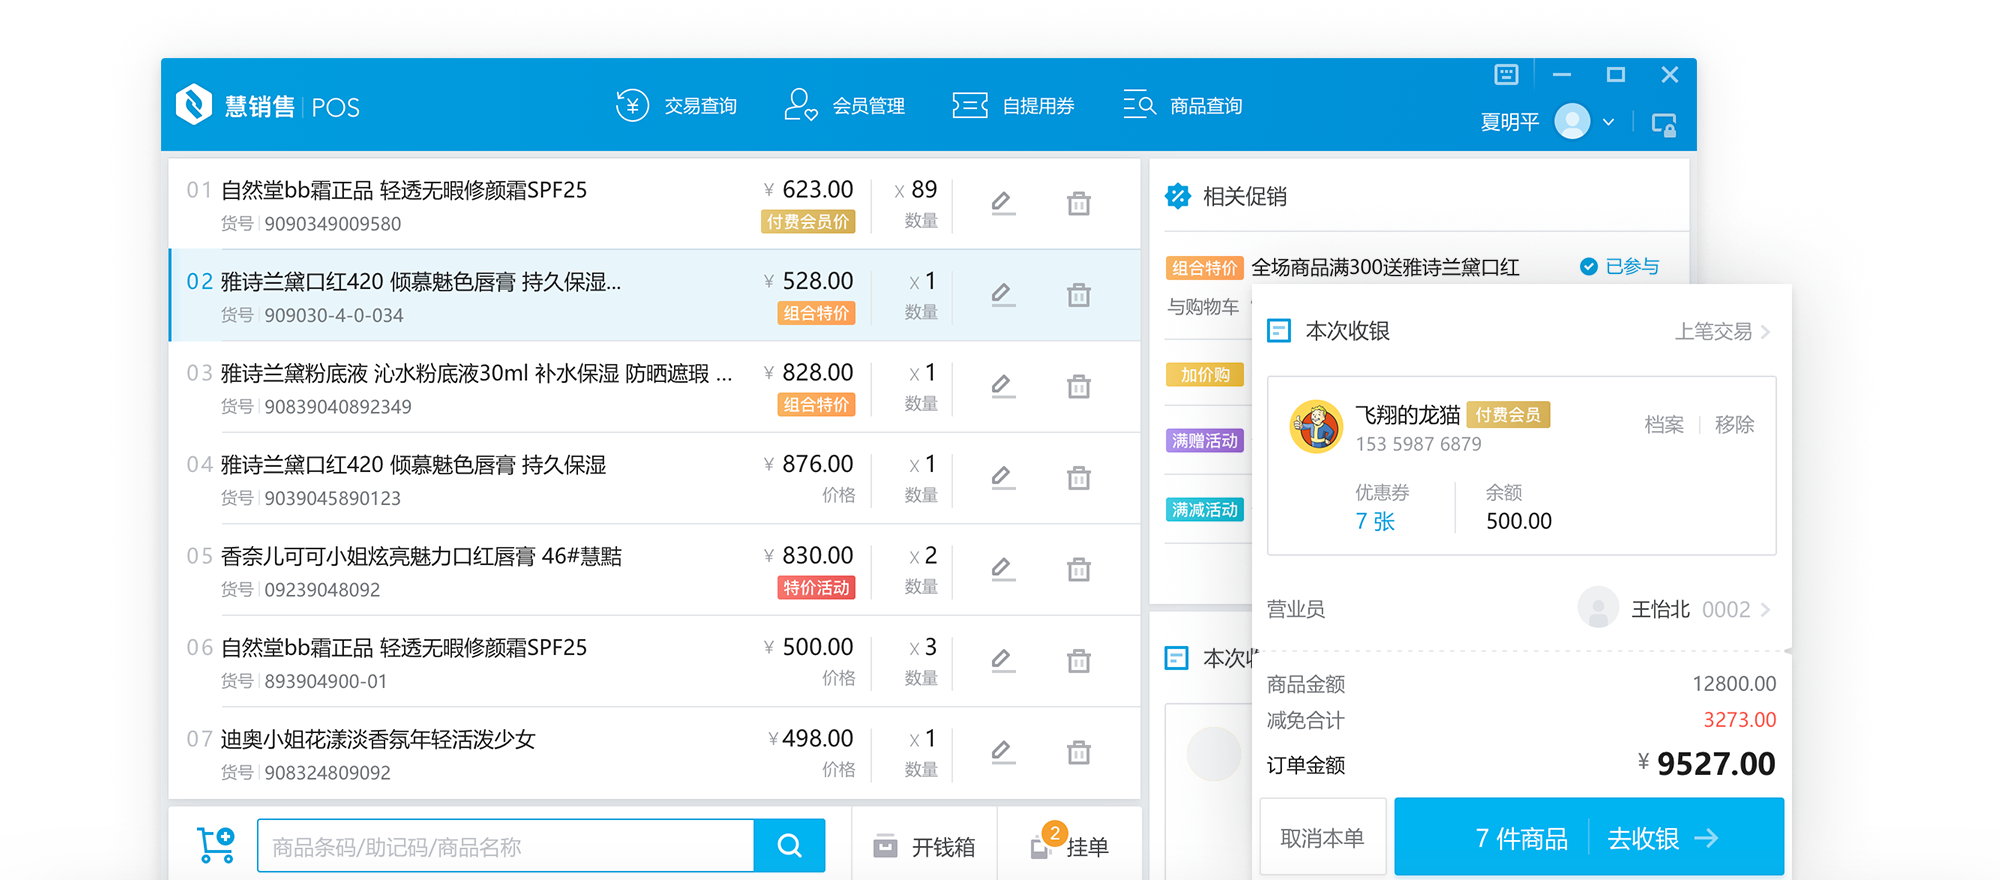 慧销售 POS
交易查询
会员管理
自提用券
商品查询
夏明平
01 自然堂bb霜正品 轻透无暇修颜霜SPF25 ¥ 623.00 x 89
货号 9090349009580 付费会员价 数量
02 雅诗兰黛口红420 倾慕魅色唇膏 持久保湿... ¥ 528.00 x 1
货号 909030-4-0-034 组合特价 数量
03 雅诗兰黛粉底液 沁水粉底液30ml 补水保湿 防晒遮瑕 ... ¥ 828.00 x 1
货号 90839040892349 组合特价 数量
04 雅诗兰黛口红420 倾慕魅色唇膏 持久保湿 ¥ 876.00 x 1
货号 9039045890123 价格 数量
05 香奈儿可可小姐炫亮魅力口红唇膏 46#慧黠 ¥ 830.00 x 2
货号 09239048092 特价活动 数量
06 自然堂bb霜正品 轻透无暇修颜霜SPF25 ¥ 500.00 x 3
货号 893904900-01 价格 数量
07 迪奥小姐花漾淡香氛年轻活泼少女 ¥ 498.00 x 1
货号 908324809092 价格 数量
商品条码/助记码/商品名称
开钱箱
2 挂单
相关促销
组合特价 全场商品满300送雅诗兰黛口红 已参与
与购物车
加价购
满赠活动
满减活动
本次
本次收银 上笔交易
飞翔的龙猫 付费会员 档案 移除
153 5987 6879
优惠券 余额
7 张 500.00
营业员 王怡北 0002
商品金额 12800.00
减免合计 3273.00
订单金额 ¥ 9527.00
取消本单
7 件商品 去收银